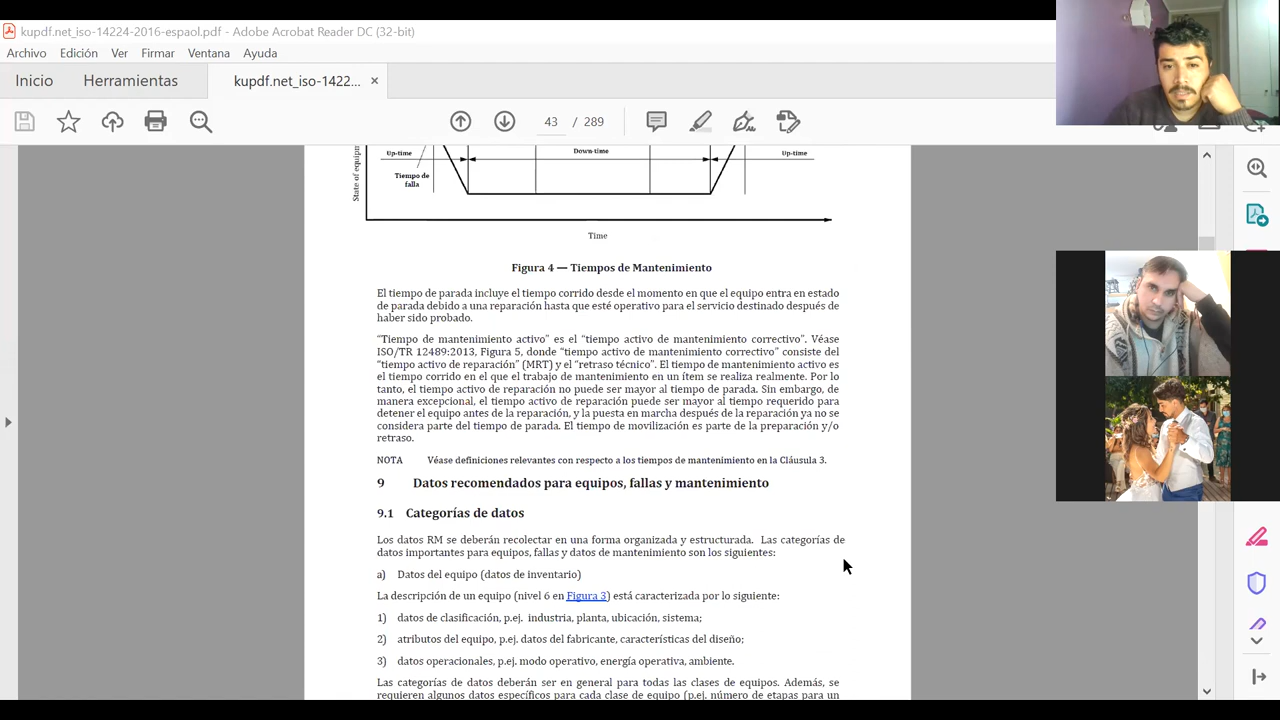 kupdf.net_iso-14224-2016-espaol.pdf - Adobe Acrobat Reader DC (32-bit)
Archivo Edición Ver Firmar Ventana Ayuda
Inicio Herramientas kupdf.net_iso-1422... ×
43 / 289
State of equipm
Up-time Down-time Up-time
Tiempo de
falla
Time
Figura 4 — Tiempos de Mantenimiento
El tiempo de parada incluye el tiempo corrido desde el momento en que el equipo entra en estado
de parada debido a una reparación hasta que esté operativo para el servicio destinado después de
haber sido probado.
"Tiempo de mantenimiento activo" es el "tiempo activo de mantenimiento correctivo". Véase
ISO/TR 12489:2013, Figura 5, donde "tiempo activo de mantenimiento correctivo" consiste del
"tiempo activo de reparación" (MRT) y el "retraso técnico". El tiempo de mantenimiento activo es
el tiempo corrido en el que el trabajo de mantenimiento en un ítem se realiza realmente. Por lo
tanto, el tiempo activo de reparación no puede ser mayor al tiempo de parada. Sin embargo, de
manera excepcional, el tiempo activo de reparación puede ser mayor al tiempo requerido para
detener el equipo antes de la reparación, y la puesta en marcha después de la reparación ya no se
considera parte del tiempo de parada. El tiempo de movilización es parte de la preparación y/o
retraso.
NOTA Véase definiciones relevantes con respecto a los tiempos de mantenimiento en la Cláusula 3.
9 Datos recomendados para equipos, fallas y mantenimiento
9.1 Categorías de datos
Los datos RM se deberán recolectar en una forma organizada y estructurada. Las categorías de
datos importantes para equipos, fallas y datos de mantenimiento son los siguientes:
a) Datos del equipo (datos de inventario)
La descripción de un equipo (nivel 6 en Figura 3) está caracterizada por lo siguiente:
1) datos de clasificación, p.ej. industria, planta, ubicación, sistema;
2) atributos del equipo, p.ej. datos del fabricante, características del diseño;
3) datos operacionales, p.ej. modo operativo, energía operativa, ambiente.
Las categorías de datos deberán ser en general para todas las clases de equipos. Además, se
requieren algunos datos específicos para cada clase de equipo (p.ej. número de etapas para un